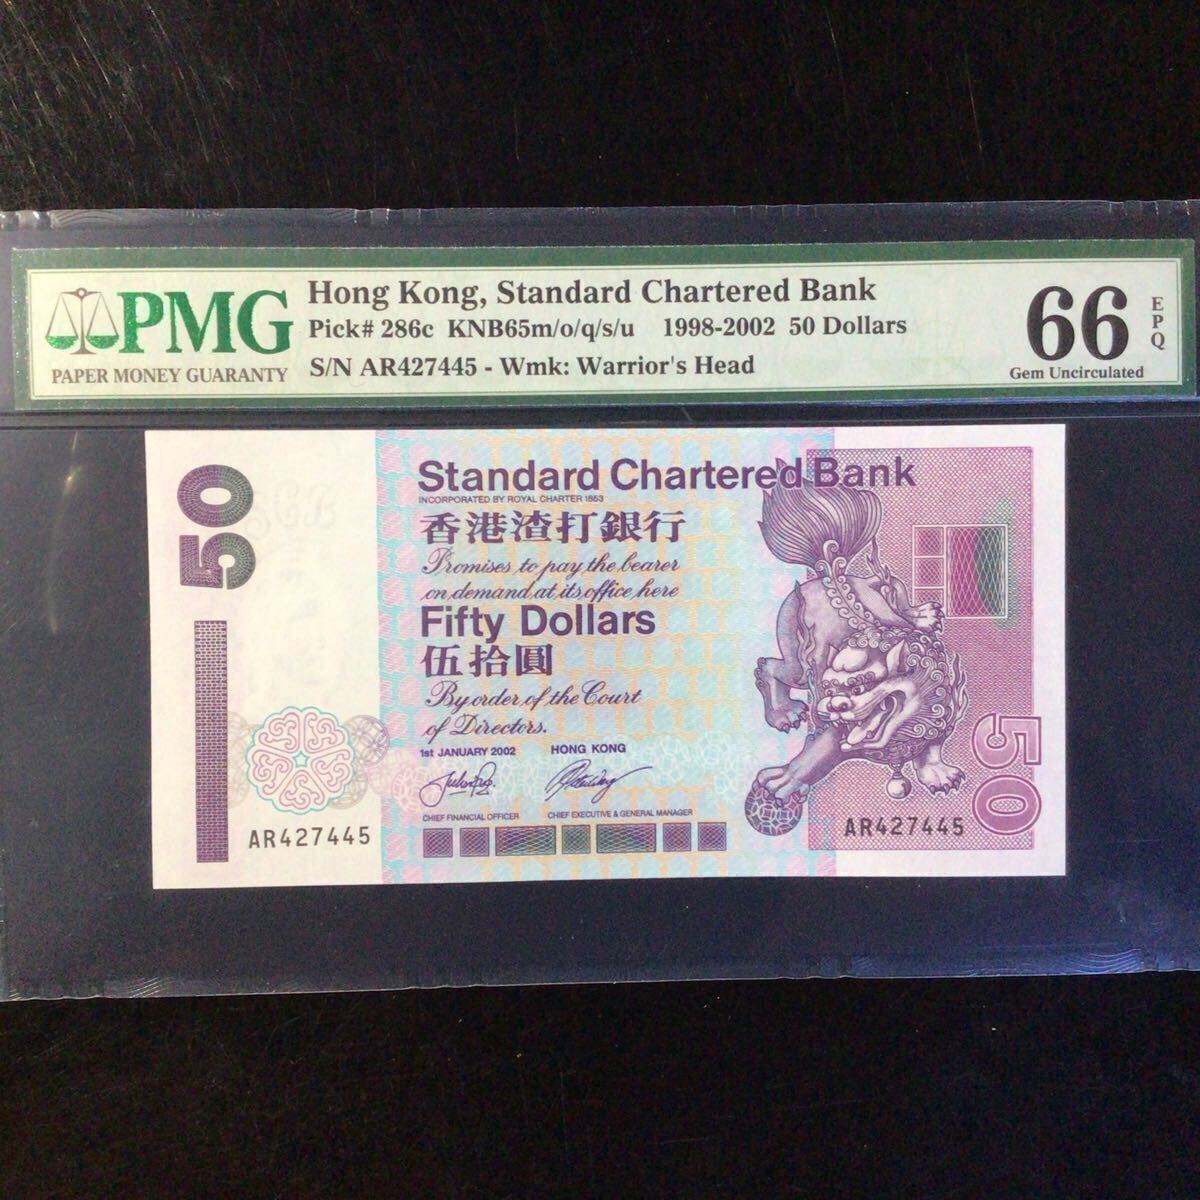 PMG
PAPER MONEY GUARANTY
Hong Kong, Standard Chartered Bank
Pick# 286c KNB65m/o/q/s/u 1998-2002 50 Dollars
S/N AR427445 - Wmk: Warrior's Head
66
EPQ
Gem Uncirculated
50
Standard Chartered Bank
INCORPORATED BY ROYAL CHARTER 1853
香港渣打銀行
Promises to pay the bearer
on demand at its office here
Fifty Dollars
伍拾圓
By order of the Court
of Directors.
1st JANUARY 2002 HONG KONG
CHIEF FINANCIAL OFFICER CHIEF EXECUTIVE & GENERAL MANAGER
AR427445
AR427445
50